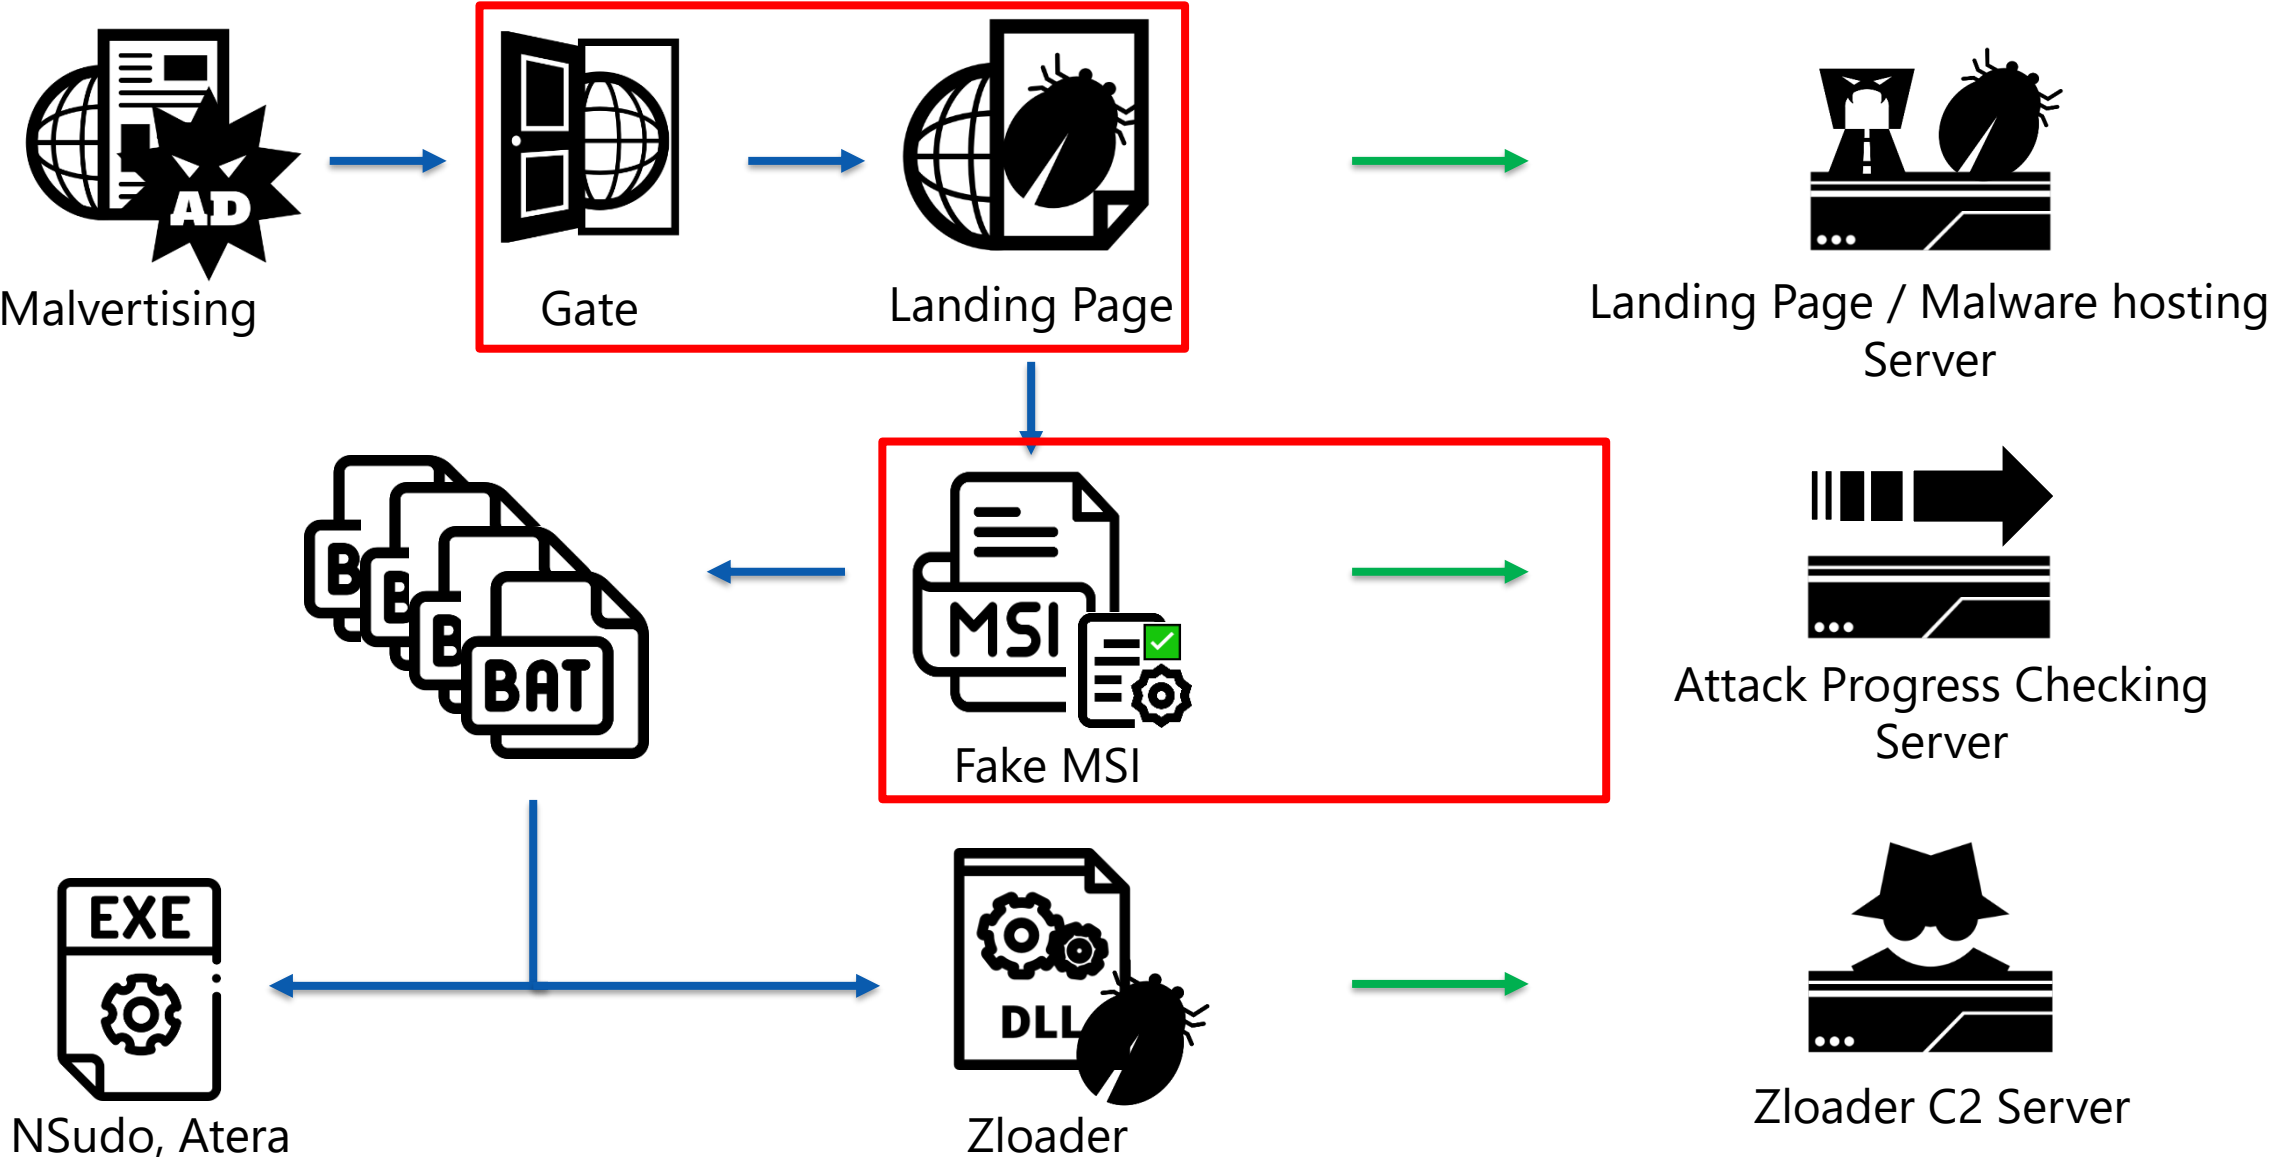 AD
Malvertising
Gate
Landing Page
Landing Page / Malware hosting
Server
B
B
B
BAT
MSI
Fake MSI
Attack Progress Checking
Server
EXE
NSudo, Atera
DLL
Zloader
Zloader C2 Server